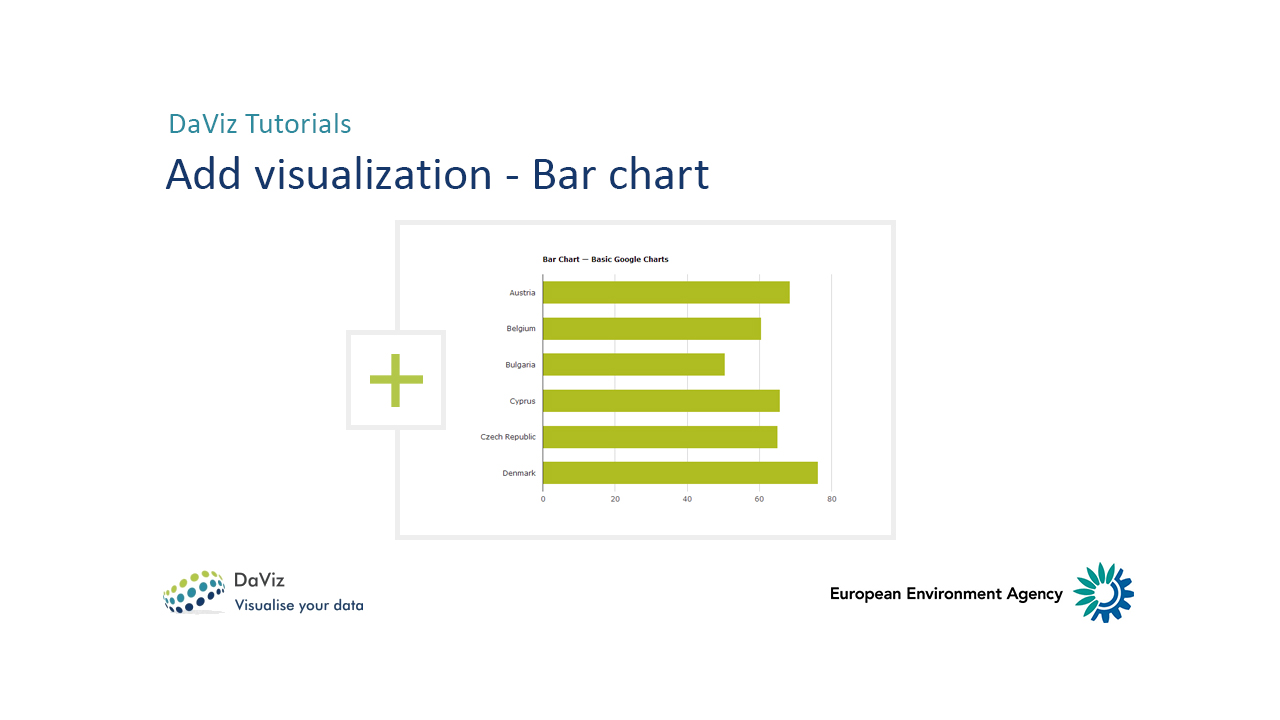 DaViz Tutorials
Add visualization - Bar chart
Bar Chart — Basic Google Charts
Austria
Belgium
Bulgaria
Cyprus
Czech Republic
Denmark
0 20 40 60 80
DaViz
Visualise your data
European Environment Agency